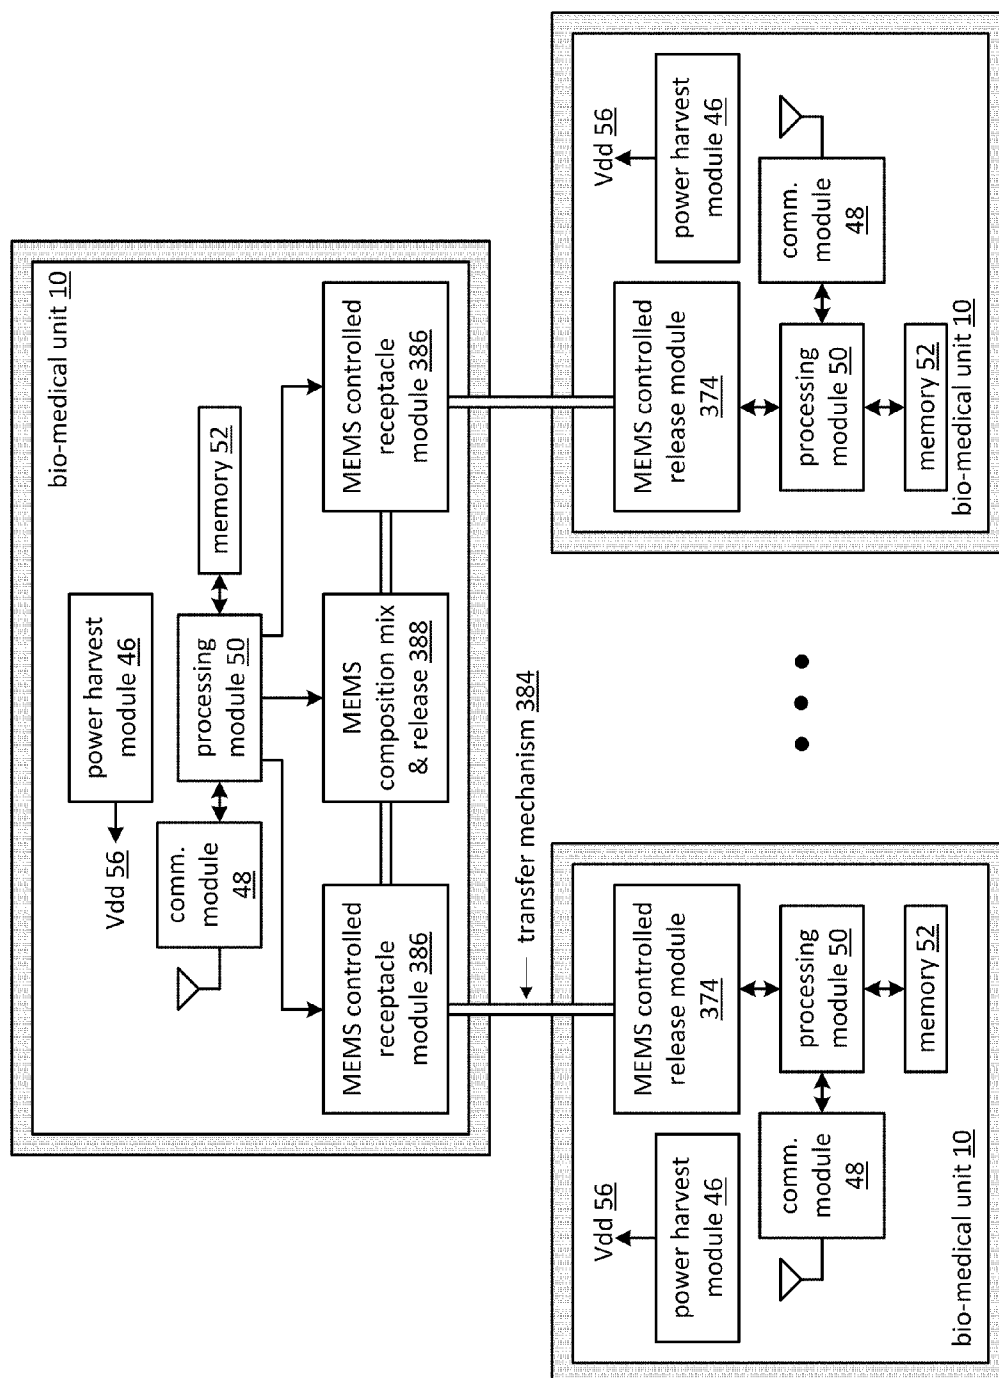 bio-medical unit 10
power harvest
module 46
Vdd 56
comm.
module
48
processing
module 50
memory 52
MEMS controlled
receptacle
module 386
MEMS
composition mix
& release 388
MEMS controlled
receptacle
module 386
transfer mechanism 384
Vdd 56
power harvest
module 46
MEMS controlled
release module
374
comm.
module
48
processing
module 50
memory 52
bio-medical unit 10
MEMS controlled
release module
374
Vdd 56
power harvest
module 46
processing
module 50
comm.
module
48
memory 52
bio-medical unit 10